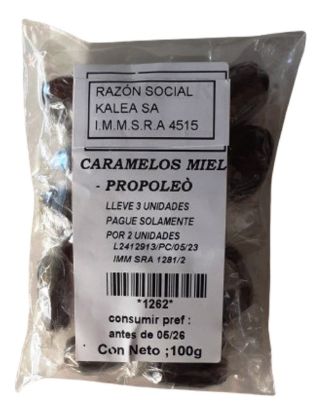 RAZÓN SOCIAL
KALEA SA
I.M.M.S.R.A 4515
CARAMELOS MIEL
- PROPOLEÒ
LLEVE 3 UNIDADES
PAGUE SOLAMENTE
POR 2 UNIDADES
L2412913/PC/05/23
IMM SRA 1281/2
*1262*
consumir pref :
antes de 05/26
Con Neto ;100g